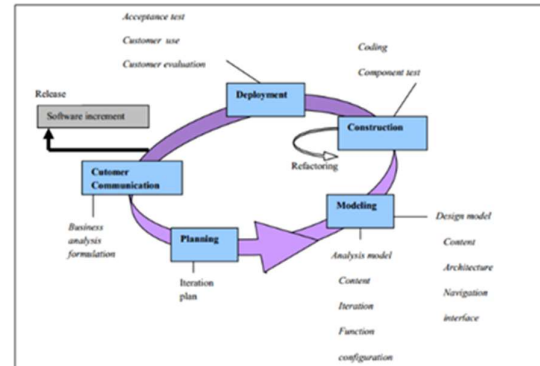 Acceptance test
Customer use
Customer evaluation
Deployment
Coding
Component test
Release
Software increment
Construction
Refactoring
Cutomer
Communication
Modeling
Business
analysis
formulation
Planning
Iteration
plan
Design model
Content
Architecture
Navigation
interface
Analysis model
Content
Iteration
Function
configuration